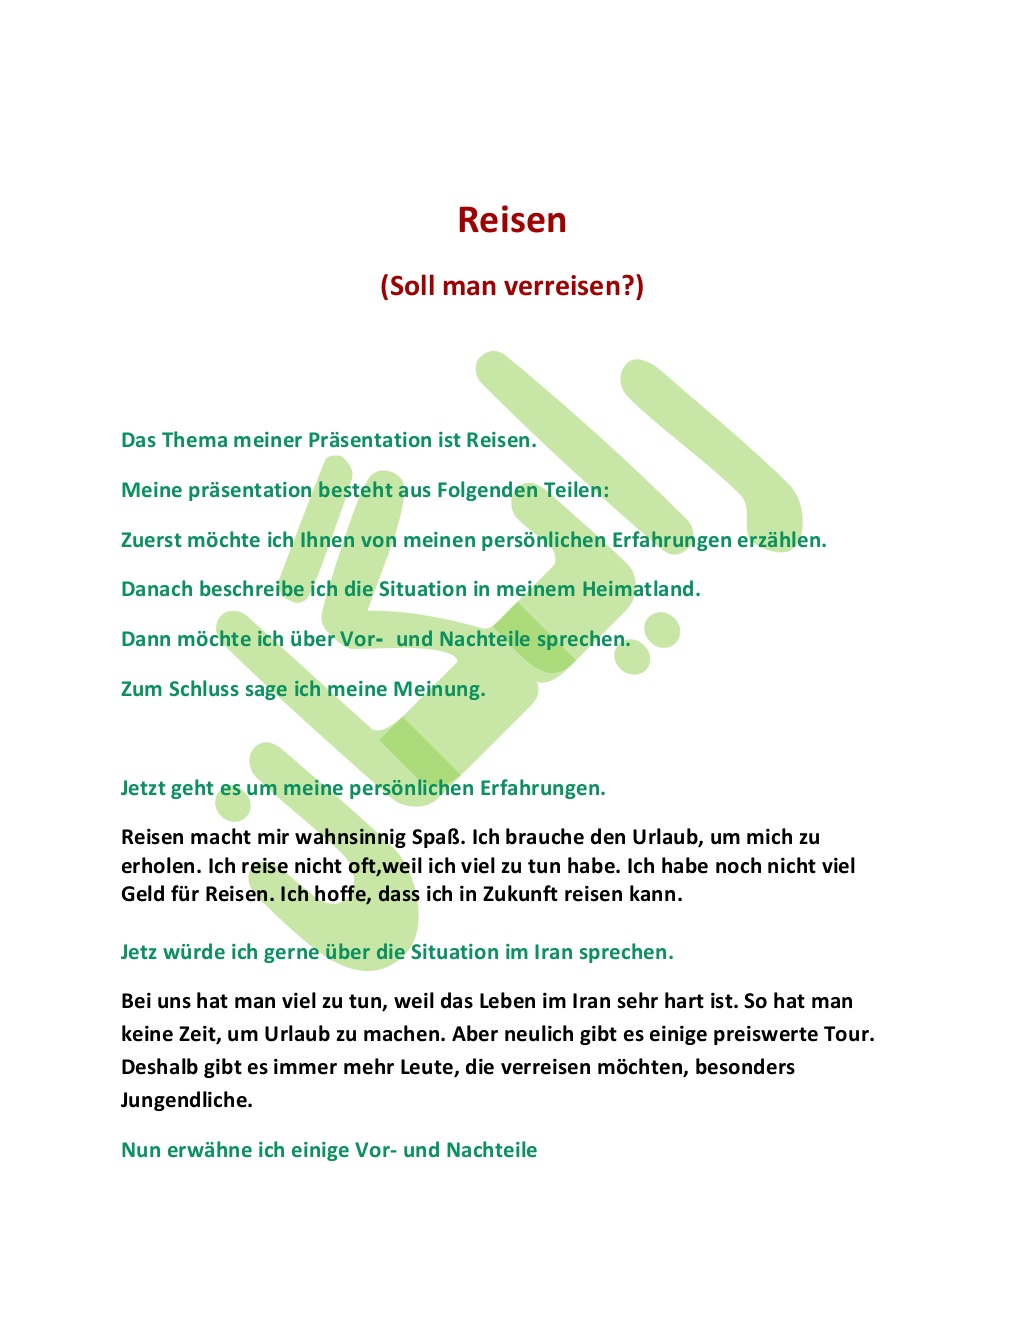 Reisen
(Soll man verreisen?)
Das Thema meiner Präsentation ist Reisen.
Meine präsentation besteht aus Folgenden Teilen:
Zuerst möchte ich Ihnen von meinen persönlichen Erfahrungen erzählen.
Danach beschreibe ich die Situation in meinem Heimatland.
Dann möchte ich über Vor-  und Nachteile sprechen.
Zum Schluss sage ich meine Meinung.
Jetzt geht es um meine persönlichen Erfahrungen.
Reisen macht mir wahnsinnig Spaß. Ich brauche den Urlaub, um mich zu
erholen. Ich reise nicht oft,weil ich viel zu tun habe. Ich habe noch nicht viel
Geld für Reisen. Ich hoffe, dass ich in Zukunft reisen kann.
Jetz würde ich gerne über die Situation im Iran sprechen.
Bei uns hat man viel zu tun, weil das Leben im Iran sehr hart ist. So hat man
keine Zeit, um Urlaub zu machen. Aber neulich gibt es einige preiswerte Tour.
Deshalb gibt es immer mehr Leute, die verreisen möchten, besonders
Jungendliche.
Nun erwähne ich einige Vor- und Nachteile